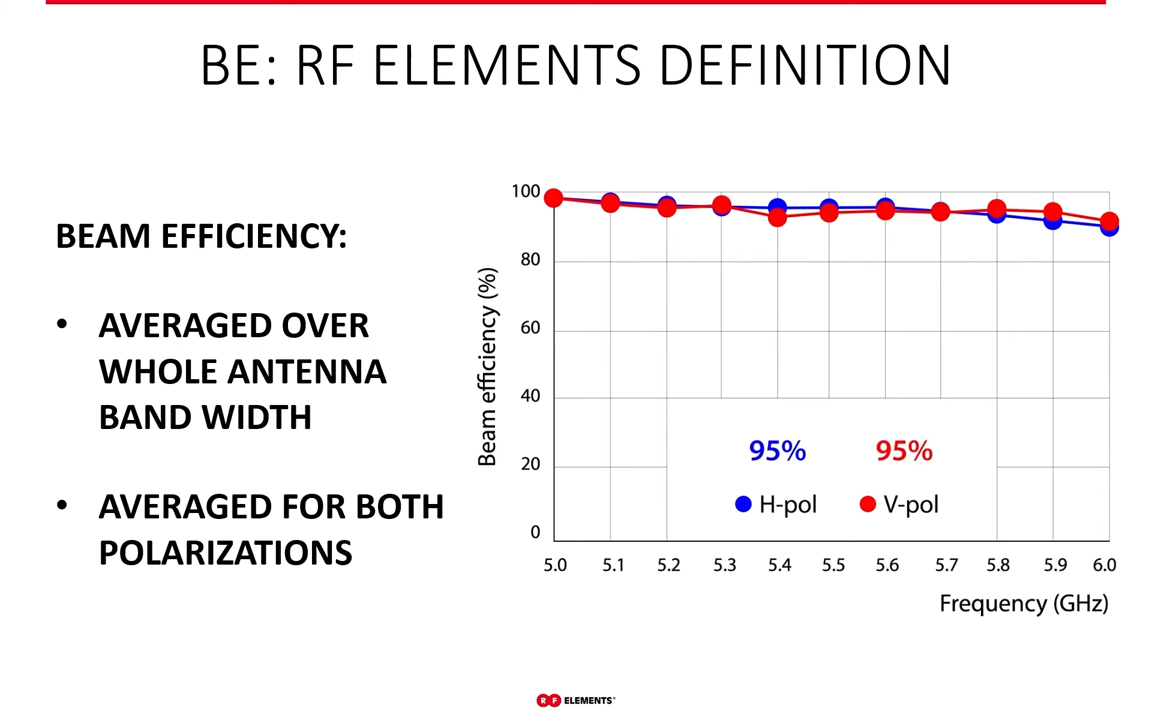 BE: RF ELEMENTS DEFINITION
BEAM EFFICIENCY:
• AVERAGED OVER
WHOLE ANTENNA
BAND WIDTH
• AVERAGED FOR BOTH
POLARIZATIONS
Beam efficiency (%)
100
80
60
40
20
0
95% 95%
H-pol V-pol
5.0 5.1 5.2 5.3 5.4 5.5 5.6 5.7 5.8 5.9 6.0
Frequency (GHz)
RF ELEMENTS